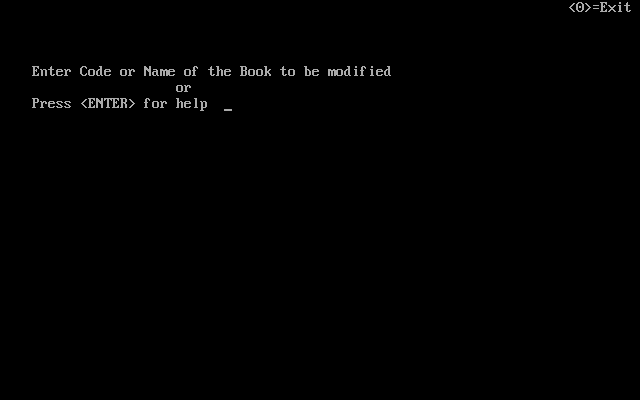 <0>=Exit
Enter Code or Name of the Book to be modified
or
Press <ENTER> for help _